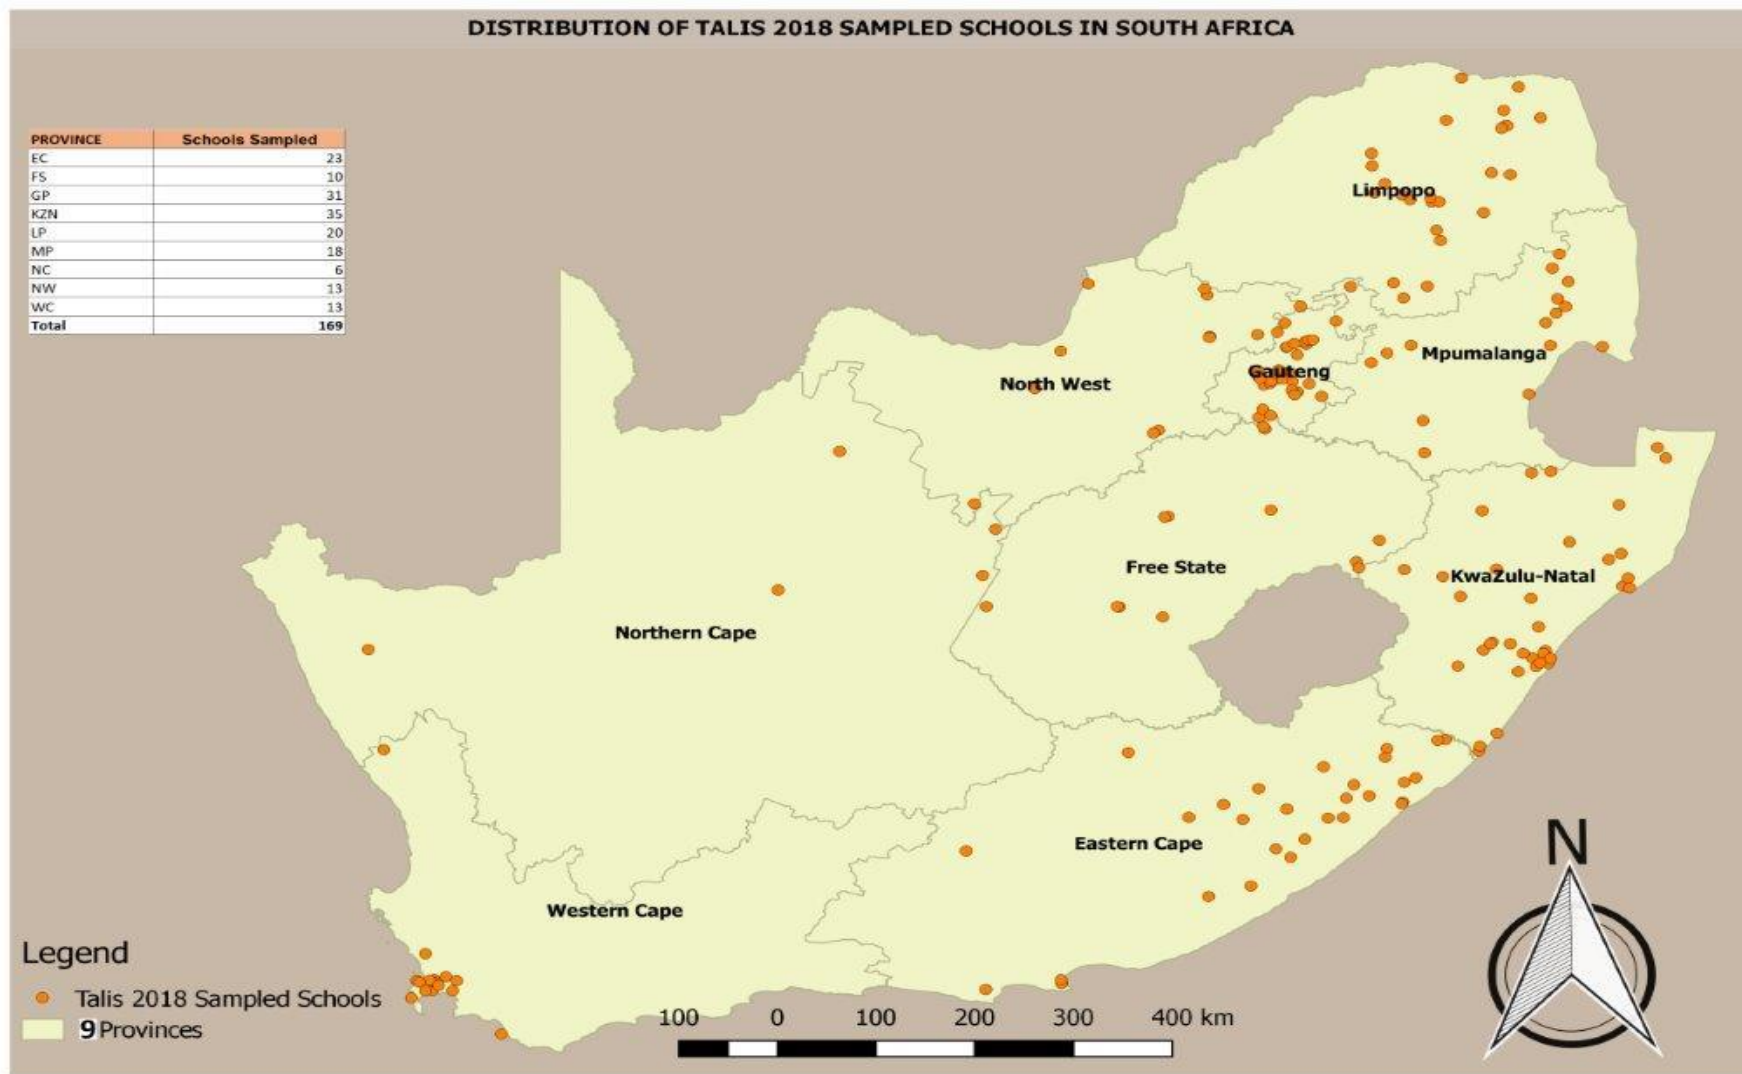 DISTRIBUTION OF TALIS 2018 SAMPLED SCHOOLS IN SOUTH AFRICA
PROVINCE Schools Sampled
EC 23
FS 10
GP 31
KZN 35
LP 20
MP 18
NC 6
NW 13
WC 13
Total 169
Limpopo
Mpumalanga
Gauteng
North West
Free State
KwaZulu-Natal
Northern Cape
Eastern Cape
Western Cape
N
Legend
Talis 2018 Sampled Schools
9 Provinces
100 0 100 200 300 400 km